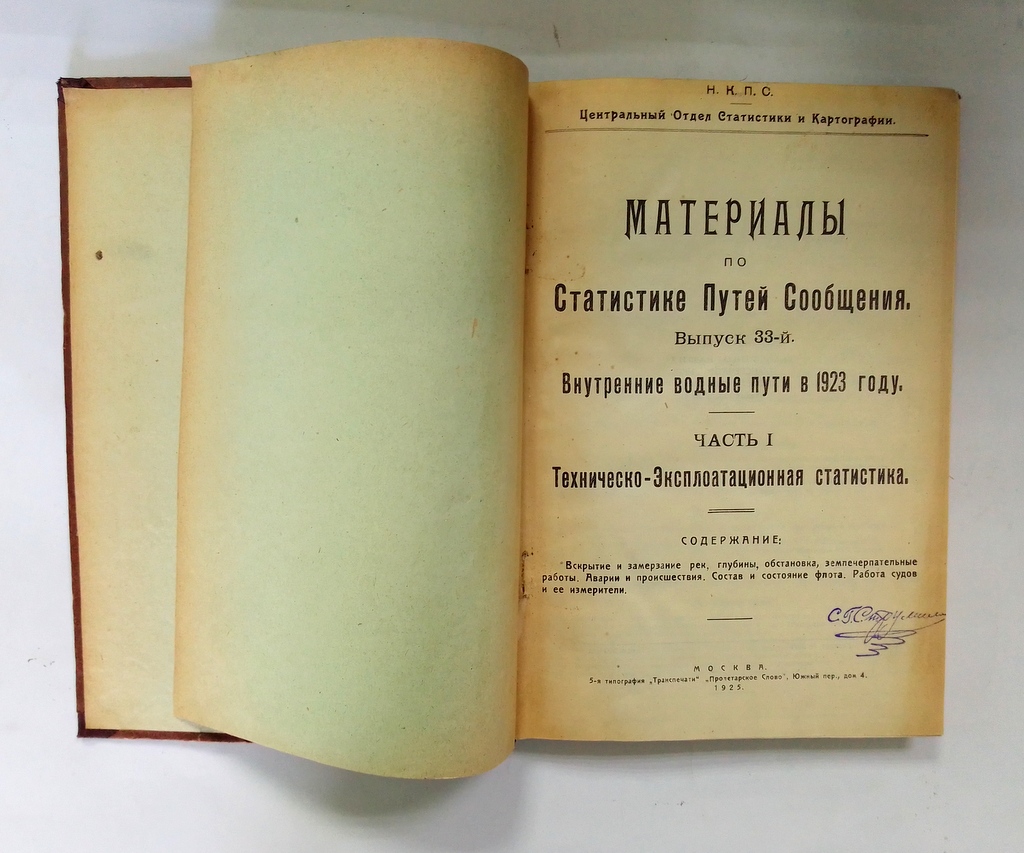 Н. К. П. С.
Центральный Отдел Статистики и Картографии.
МАТЕРИАЛЫ
ПО
Статистике Путей Сообщения.
Выпуск 33-й.
Внутренние водные пути в 1923 году.
ЧАСТЬ I
Техническо-Эксплоатационная статистика.
СОДЕРЖАНИЕ:
Вскрытие и замерзание рек, глубины, обстановка, землечерпательные
работы. Аварии и происшествия. Состав и состояние флота. Работа судов
и ее измерители.
С.Г.
МОСКВА.
5-я типография „Транспечати" „Пролетарское Слово", Южный пер., дом 4.
1925.